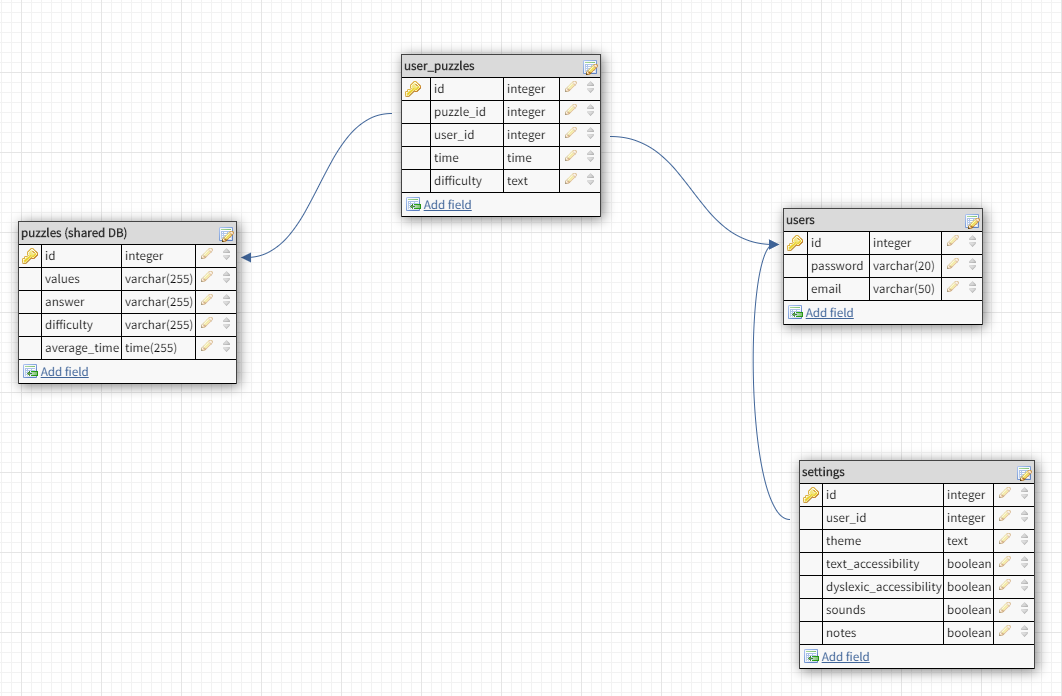 user_puzzles
id integer
puzzle_id integer
user_id integer
time time
difficulty text
Add field
puzzles (shared DB)
id integer
values varchar(255)
answer varchar(255)
difficulty varchar(255)
average_time time(255)
Add field
users
id integer
password varchar(20)
email varchar(50)
Add field
settings
id integer
user_id integer
theme text
text_accessibility boolean
dyslexic_accessibility boolean
sounds boolean
notes boolean
Add field